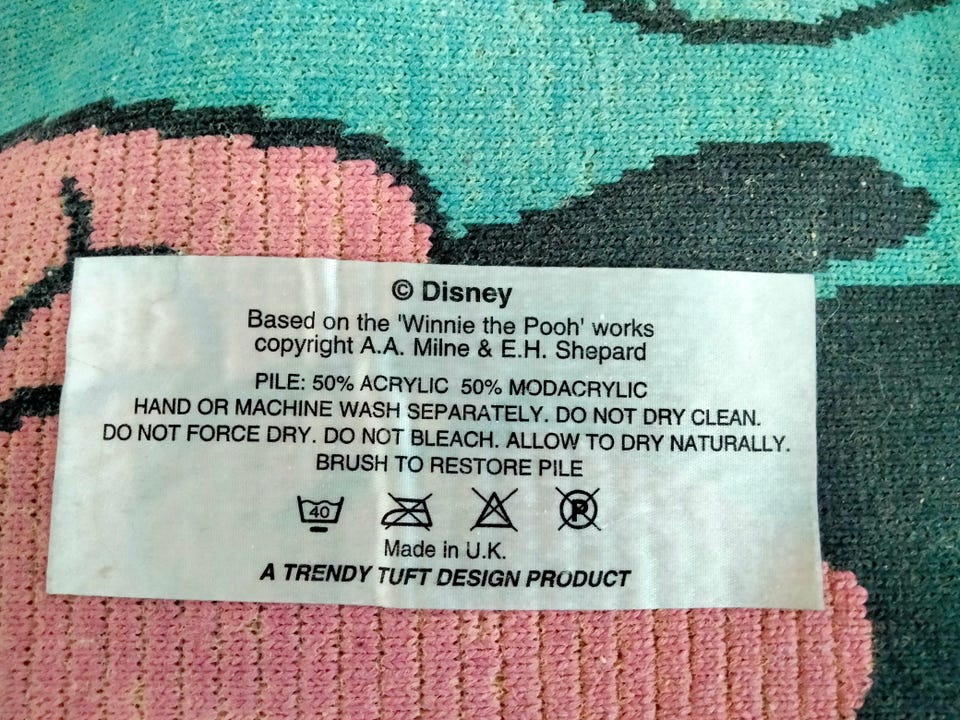 © Disney
Based on the 'Winnie the Pooh' works
copyright A.A. Milne & E.H. Shepard
PILE: 50% ACRYLIC 50% MODACRYLIC
HAND OR MACHINE WASH SEPARATELY. DO NOT DRY CLEAN.
DO NOT FORCE DRY. DO NOT BLEACH. ALLOW TO DRY NATURALLY.
BRUSH TO RESTORE PILE
40 P
Made in U.K.
A TRENDY TUFT DESIGN PRODUCT